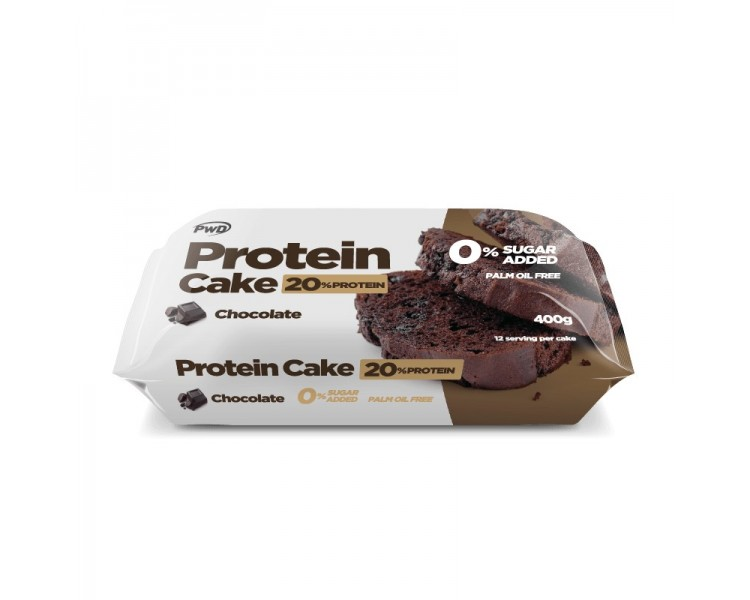 PWD
Protein
Cake 20% PROTEIN
Chocolate
0% SUGAR
ADDED
PALM OIL FREE
400g
12 serving per cake
Protein Cake 20% PROTEIN
Chocolate 0% SUGAR
ADDED PALM OIL FREE